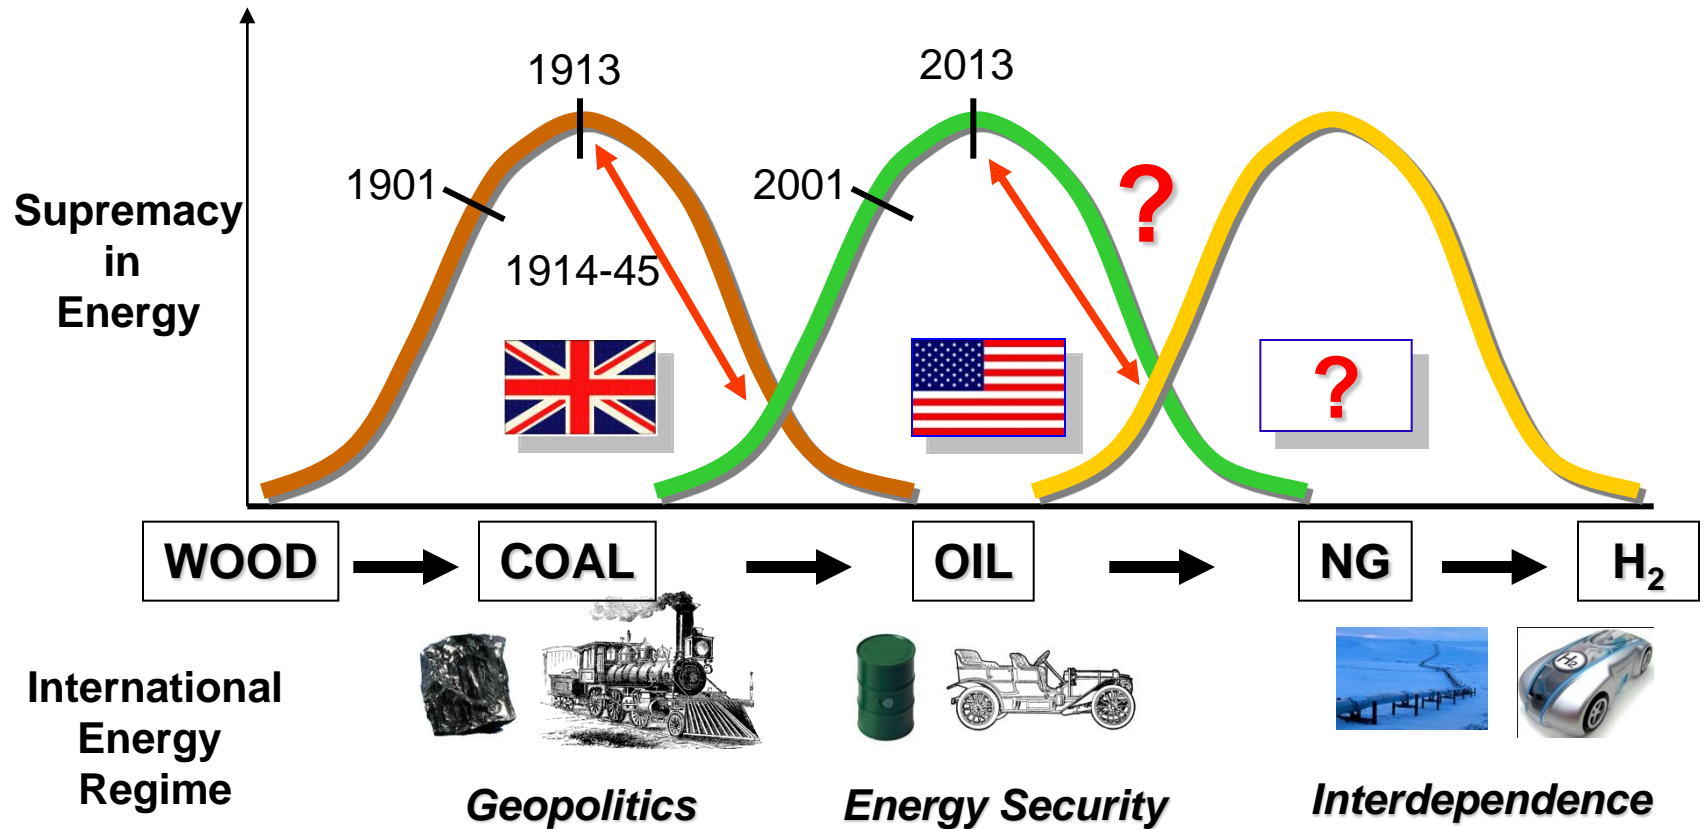 1913
2013
1901
2001
Supremacy
in
Energy
1914-45
?
?
WOOD
COAL
OIL
NG
H₂
H₂
International
Energy
Regime
Geopolitics
Energy Security
Interdependence